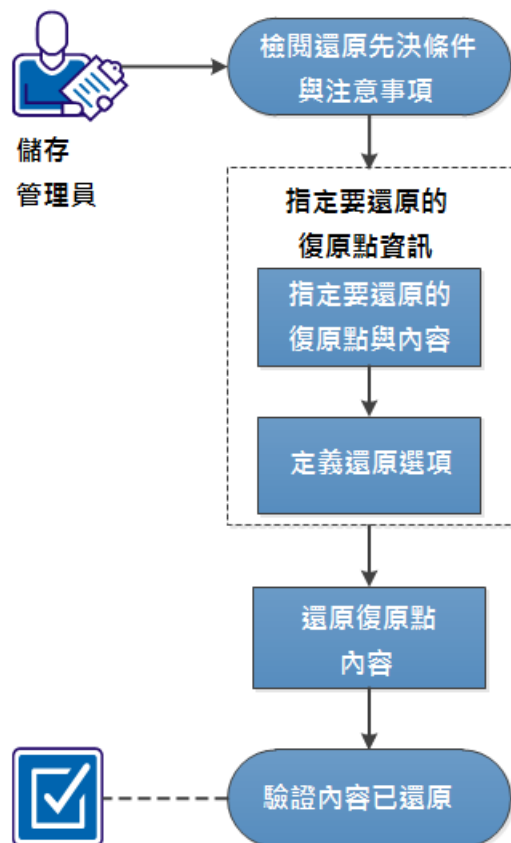 儲存
管理員
檢閱還原先決條件
與注意事項
指定要還原的
復原點資訊
指定要還原的
復原點與內容
定義還原選項
還原復原點
內容
驗證內容已還原